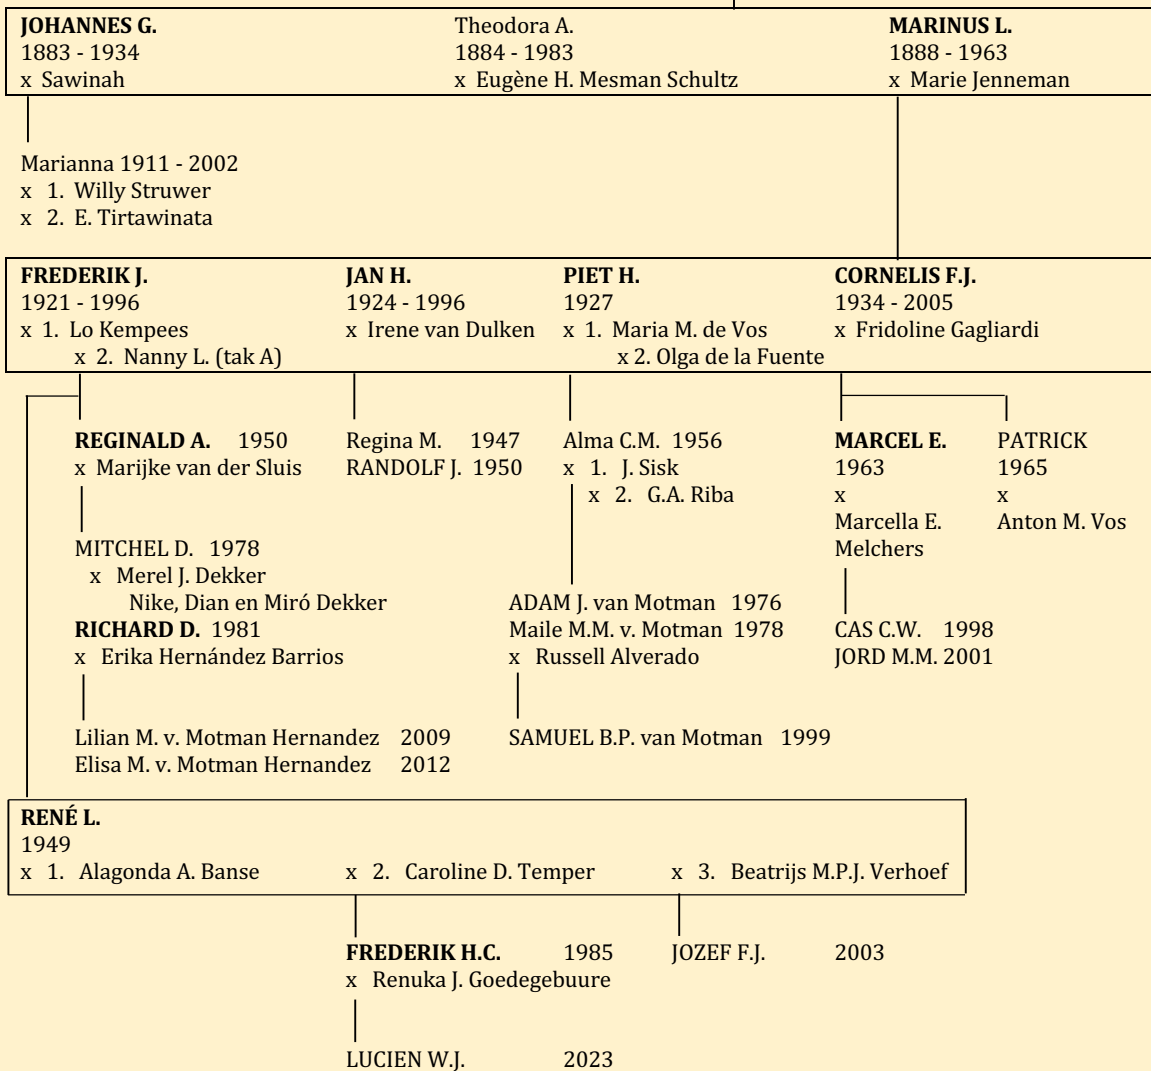 JOHANNES G. Theodora A. MARINUS L.
1883 - 1934 1884 - 1983 1888 - 1963
x Sawinah x Eugène H. Mesman Schultz x Marie Jenneman
Marianna 1911 - 2002
x 1. Willy Struwer
x 2. E. Tirtawinata
FREDERIK J. JAN H. PIET H. CORNELIS F.J.
1921 - 1996 1924 - 1996 1927 1934 - 2005
x 1. Lo Kempees x Irene van Dulken x 1. Maria M. de Vos x Fridoline Gagliardi
x 2. Nanny L. (tak A) x 2. Olga de la Fuente
REGINALD A. 1950 Regina M. 1947 Alma C.M. 1956 MARCEL E. PATRICK
x Marijke van der Sluis RANDOLF J. 1950 x 1. J. Sisk 1963 1965
x 2. G.A. Riba x x
Marcella E. Anton M. Vos
MITCHEL D. 1978 Melchers
x Merel J. Dekker
Nike, Dian en Miró Dekker ADAM J. van Motman 1976
RICHARD D. 1981 Maile M.M. v. Motman 1978 CAS C.W. 1998
x Erika Hernández Barrios x Russell Alverado JORD M.M. 2001
Lilian M. v. Motman Hernandez 2009 SAMUEL B.P. van Motman 1999
Elisa M. v. Motman Hernandez 2012
RENÉ L.
1949
x 1. Alagonda A. Banse x 2. Caroline D. Temper x 3. Beatrijs M.P.J. Verhoef
FREDERIK H.C. 1985 JOZEF F.J. 2003
x Renuka J. Goedegebuure
LUCIEN W.J. 2023